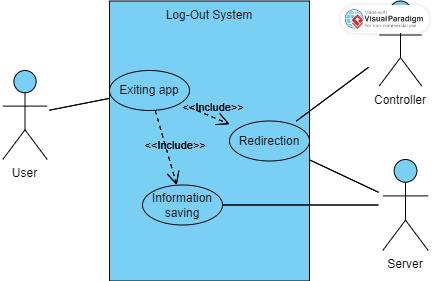 Log-Out System
Made with
Visual Paradigm
For non-commercial use
Exiting app
<<Include>>
Controller
Redirection
<<Include>>
User
Information
saving
Server